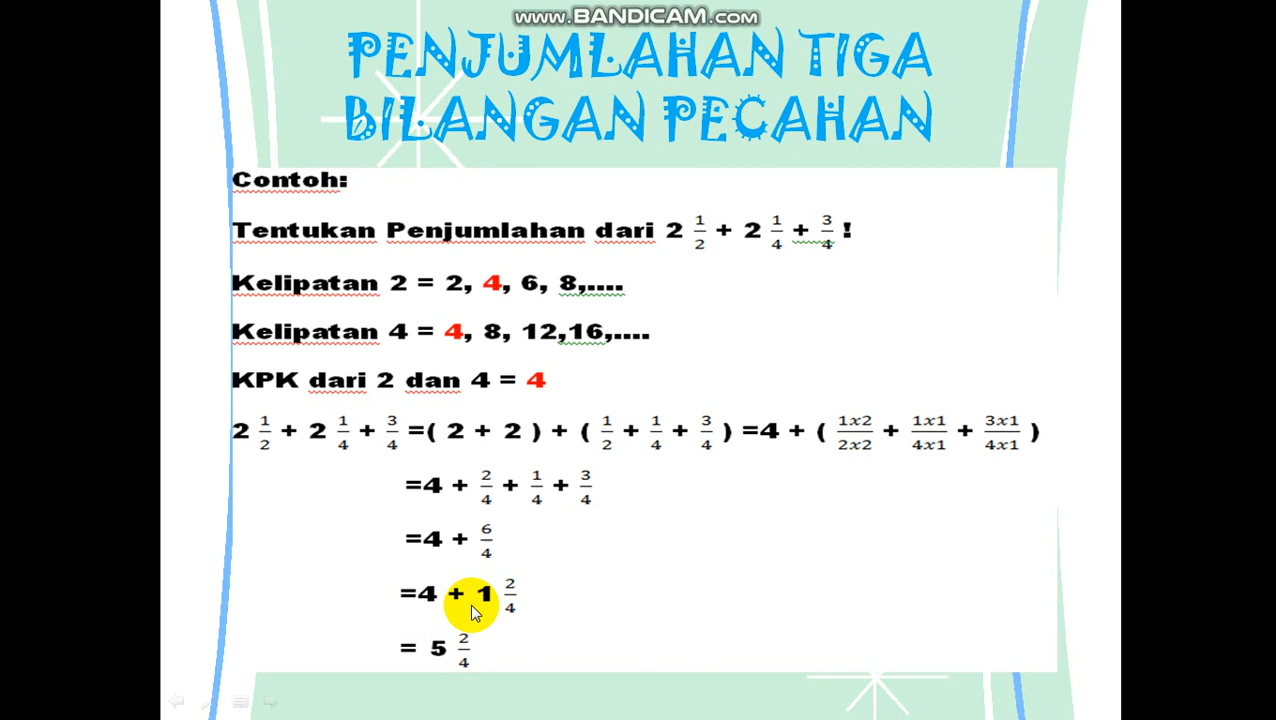 www.BANDICAM.com
PENJUMLAHAN TIGA
BILANGAN PECAHAN
Contoh:
Tentukan Penjumlahan dari 2 1/2 + 2 1/4 + 3/4 !
Kelipatan 2 = 2, 4, 6, 8,....
Kelipatan 4 = 4, 8, 12,16,....
KPK dari 2 dan 4 = 4
2 1/2 + 2 1/4 + 3/4 =( 2 + 2 ) + ( 1/2 + 1/4 + 3/4 ) =4 + ( 1x2/2x2 + 1x1/4x1 + 3x1/4x1 )
=4 + 2/4 + 1/4 + 3/4
=4 + 6/4
=4 + 1 2/4
= 5 2/4